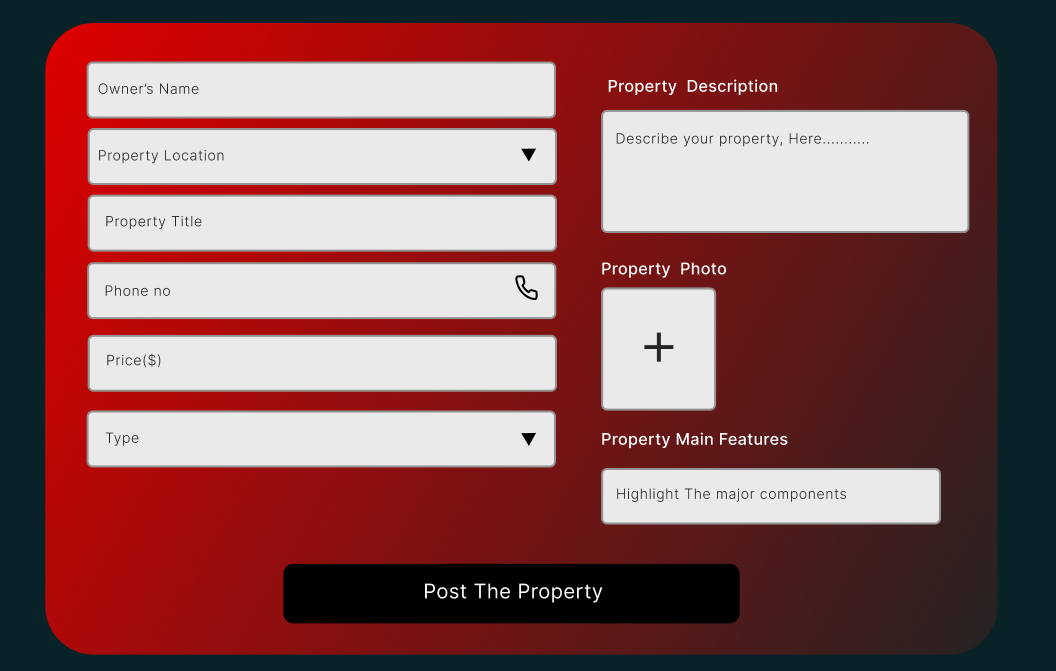 Owner's Name
Property Location
Property Title
Phone no
Price($)
Type
Property Description
Describe your property, Here...........
Property Photo
Property Main Features
Highlight The major components
Post The Property